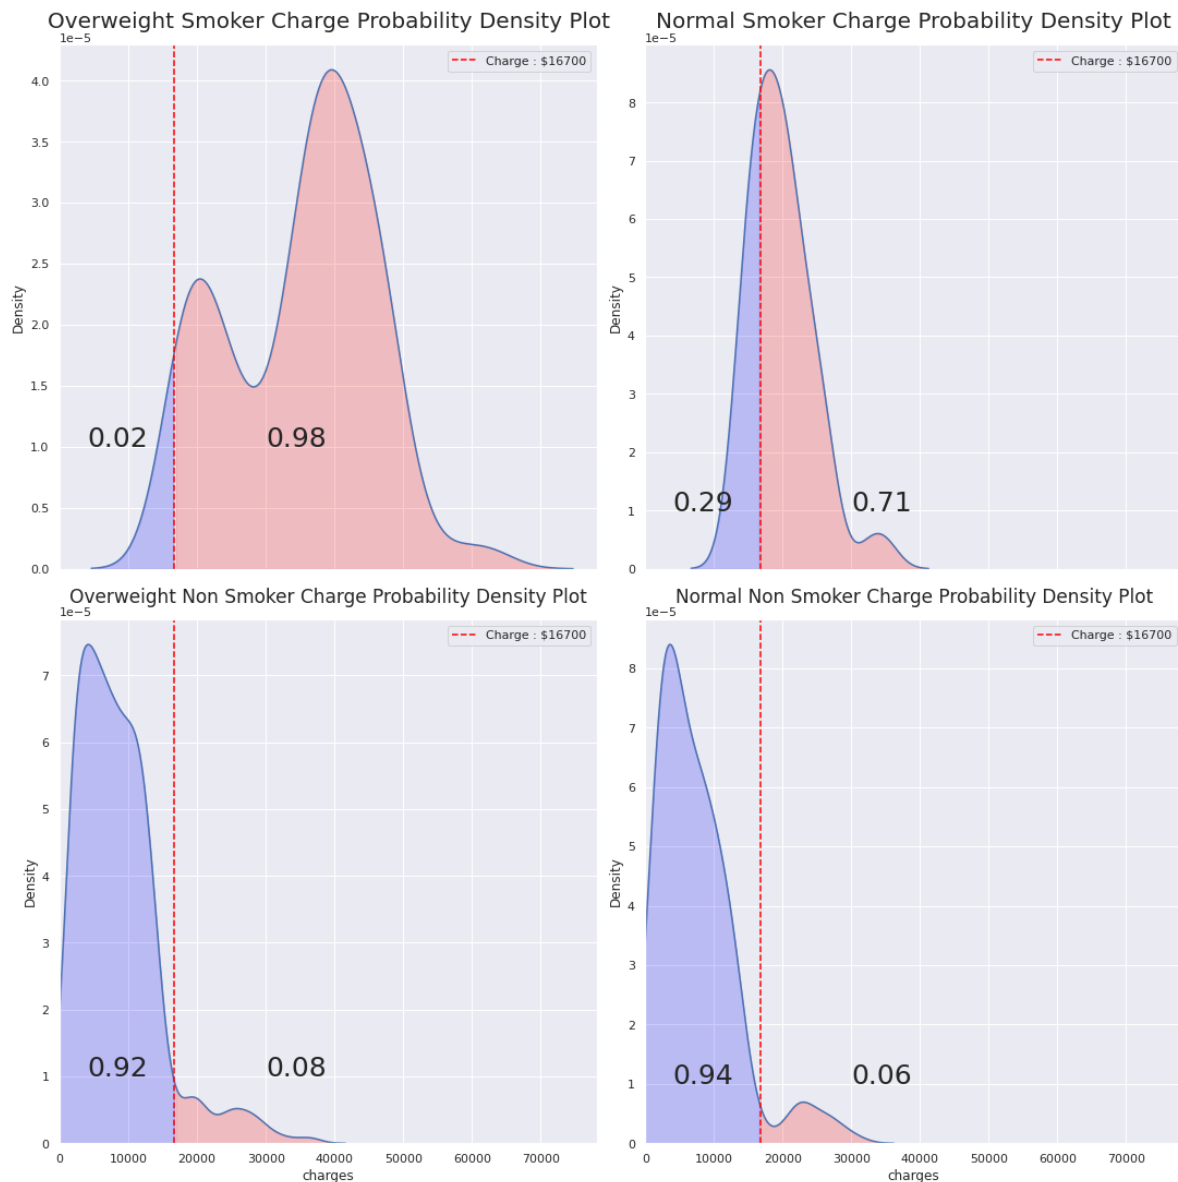 Overweight Smoker Charge Probability Density Plot
1e−5
Charge : $16700
4.0
3.5
3.0
2.5
2.0
1.5
1.0
0.5
0.0
Density
0.02
0.98
Normal Smoker Charge Probability Density Plot
1e−5
Charge : $16700
8
7
6
5
4
3
2
1
0
Density
0.29
0.71
Overweight Non Smoker Charge Probability Density Plot
1e−5
Charge : $16700
7
6
5
4
3
2
1
0
Density
0.92
0.08
0 10000 20000 30000 40000 50000 60000 70000
charges
Normal Non Smoker Charge Probability Density Plot
1e−5
Charge : $16700
8
7
6
5
4
3
2
1
0
Density
0.94
0.06
0 10000 20000 30000 40000 50000 60000 70000
charges